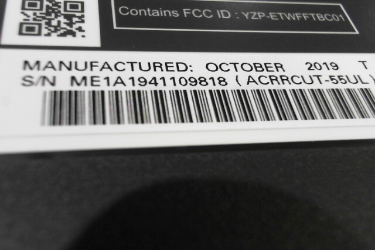 Contains FCC ID : YZP-ETWFFTBC01
MANUFACTURED: OCTOBER 2019 T
S/N ME1A1941109818 ( ACRRCUT-55UL )